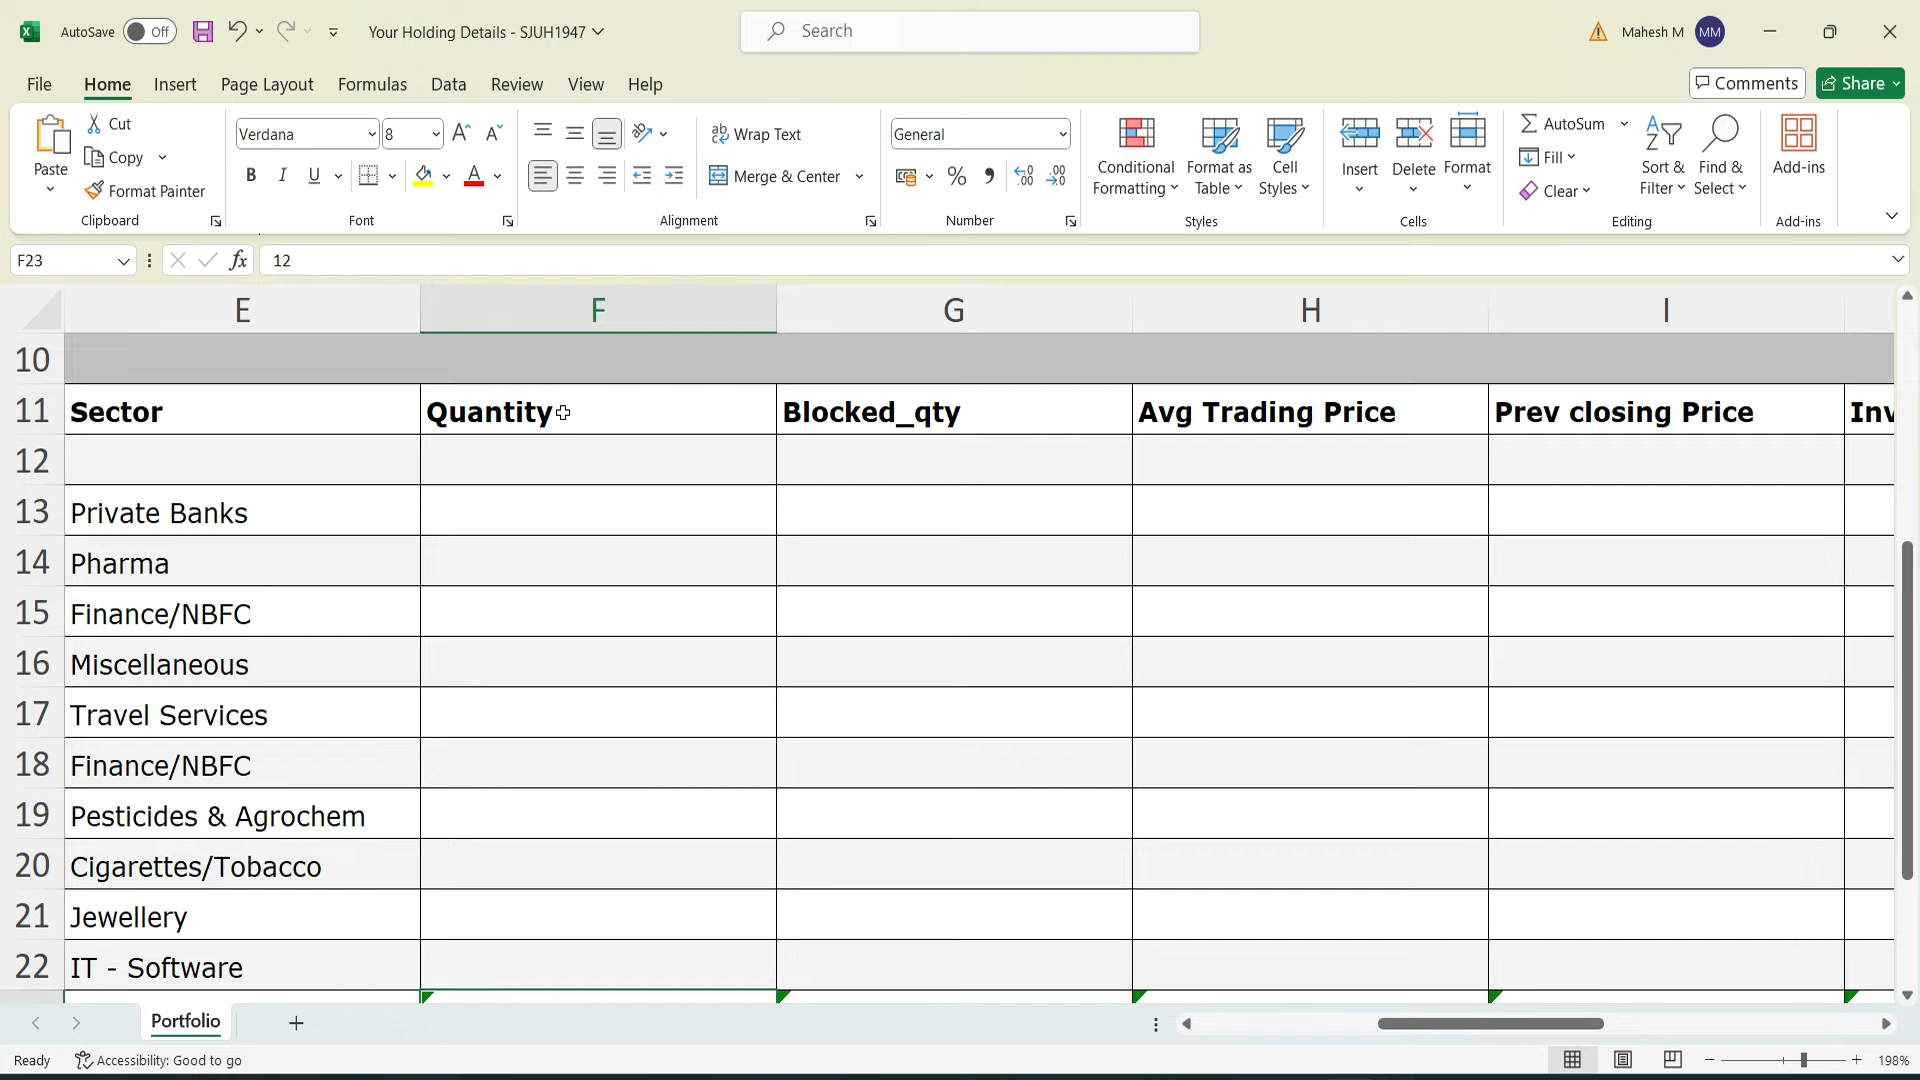 AutoSave Off Your Holding Details - SJUH1947 Search Mahesh M MM
File Home Insert Page Layout Formulas Data Review View Help Comments Share
Paste Cut Copy Format Painter Clipboard
Verdana 8 B I U A Font
Wrap Text Merge & Center Alignment
General % Number
Conditional Formatting Format as Table Cell Styles Styles
Insert Delete Format Cells
AutoSum Fill Clear Sort & Filter Find & Select Editing
Add-ins Add-ins
F23 fx 12
E F G H I
10
11 Sector Quantity Blocked_qty Avg Trading Price Prev closing Price Inv
12
13 Private Banks
14 Pharma
15 Finance/NBFC
16 Miscellaneous
17 Travel Services
18 Finance/NBFC
19 Pesticides & Agrochem
20 Cigarettes/Tobacco
21 Jewellery
22 IT - Software
Portfolio
Ready Accessibility: Good to go 198%